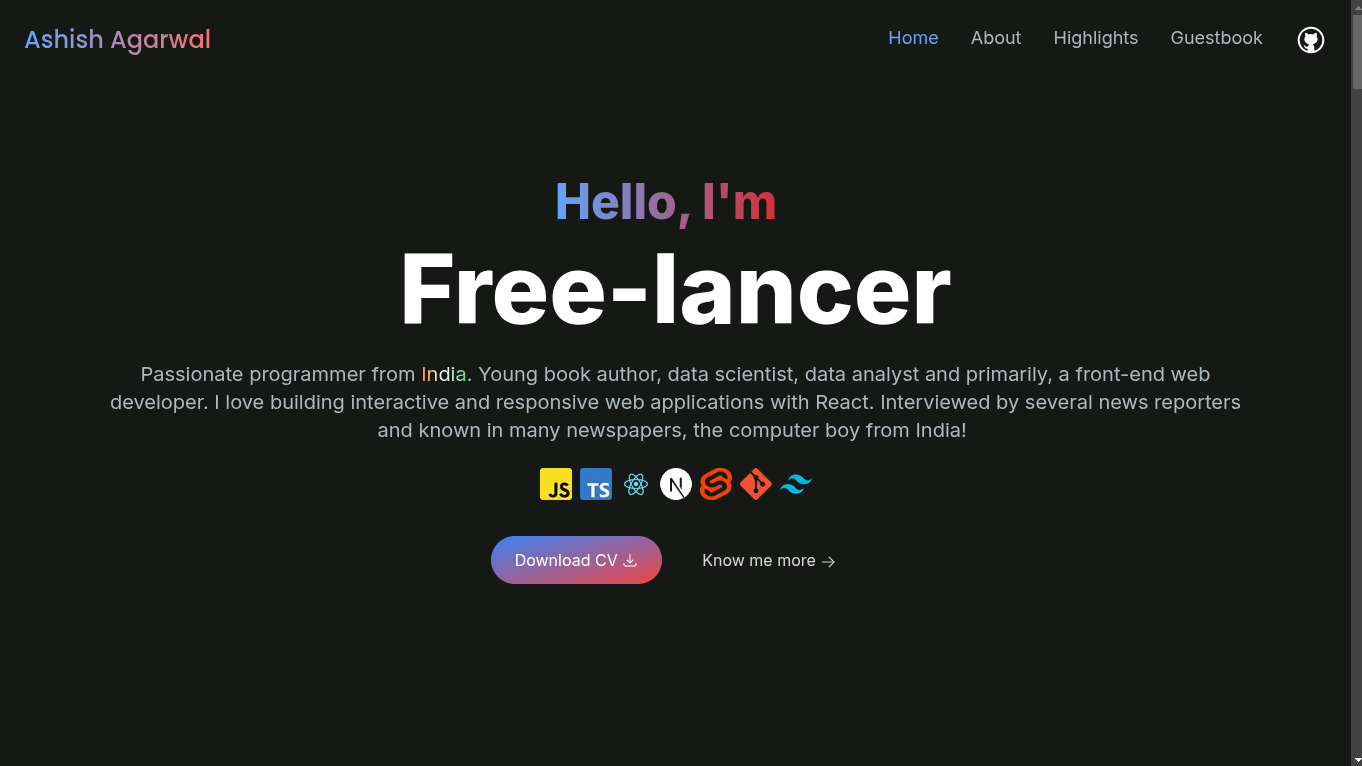 Ashish Agarwal
Home About Highlights Guestbook
Hello, I'm
Free-lancer
Passionate programmer from India. Young book author, data scientist, data analyst and primarily, a front-end web
developer. I love building interactive and responsive web applications with React. Interviewed by several news reporters
and known in many newspapers, the computer boy from India!
JS TS N
Download CV
Know me more →